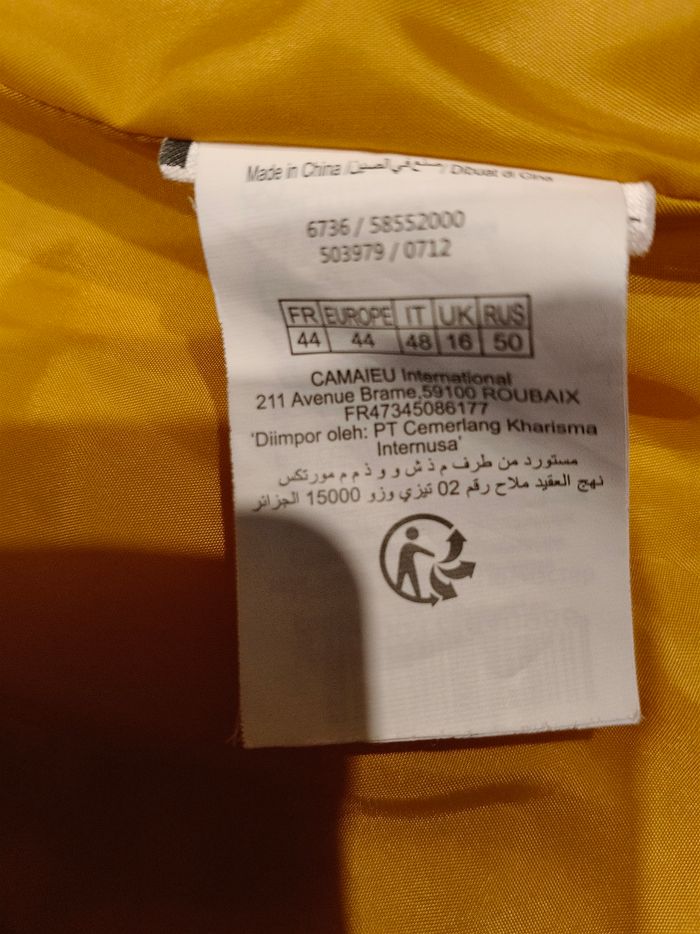 Made in China /صنع في الصين/ Dibuat di Cina
6736 / 58552000
503979 / 0712
FR EUROPE IT UK RUS
44 44 48 16 50
CAMAIEU International
211 Avenue Brame,59100 ROUBAIX
FR47345086177
'Diimpor oleh: PT Cemerlang Kharisma
Internusa'
مستورد من طرف م ذ ش و و ذ م م مورتكس
نهج العقيد ملاح رقم 02 تيزي وزو 15000 الجزائر